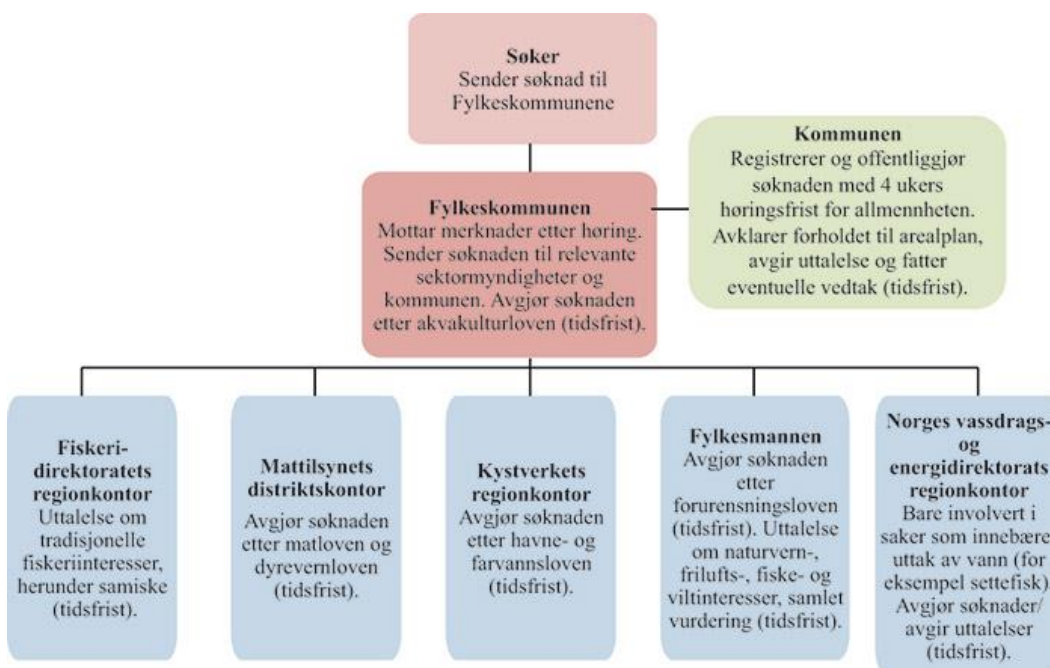 Søker
Sender søknad til
Fylkeskommunene
Kommunen
Registrerer og offentliggjør
søknaden med 4 ukers
høringsfrist for allmennheten.
Avklarer forholdet til arealplan,
avgir uttalelse og fatter
eventuelle vedtak (tidsfrist).
Fylkeskommunen
Mottar merknader etter høring.
Sender søknaden til relevante
sektormyndigheter og
kommunen. Avgjør søknaden
etter akvakulturloven (tidsfrist).
Fiskeri-
direktoratets
regionkontor
Uttalelse om
tradisjonelle
fiskeriinteresser,
herunder samiske
(tidsfrist).
Mattilsynets
distriktskontor
Avgjør søknaden
etter matloven og
dyrevernloven
(tidsfrist).
Kystverkets
regionkontor
Avgjør søknaden
etter havne- og
farvannsloven
(tidsfrist).
Fylkesmannen
Avgjør søknaden
etter
forurensningsloven
(tidsfrist). Uttalelse
om naturvern-,
frilufts-, fiske- og
viltinteresser, samlet
vurdering (tidsfrist).
Norges vassdrags-
og
energidirektorats
regionkontor
Bare involvert i
saker som innebærer
uttak av vann (for
eksempel settefisk)
Avgjør søknader/
avgir uttalelser
(tidsfrist).